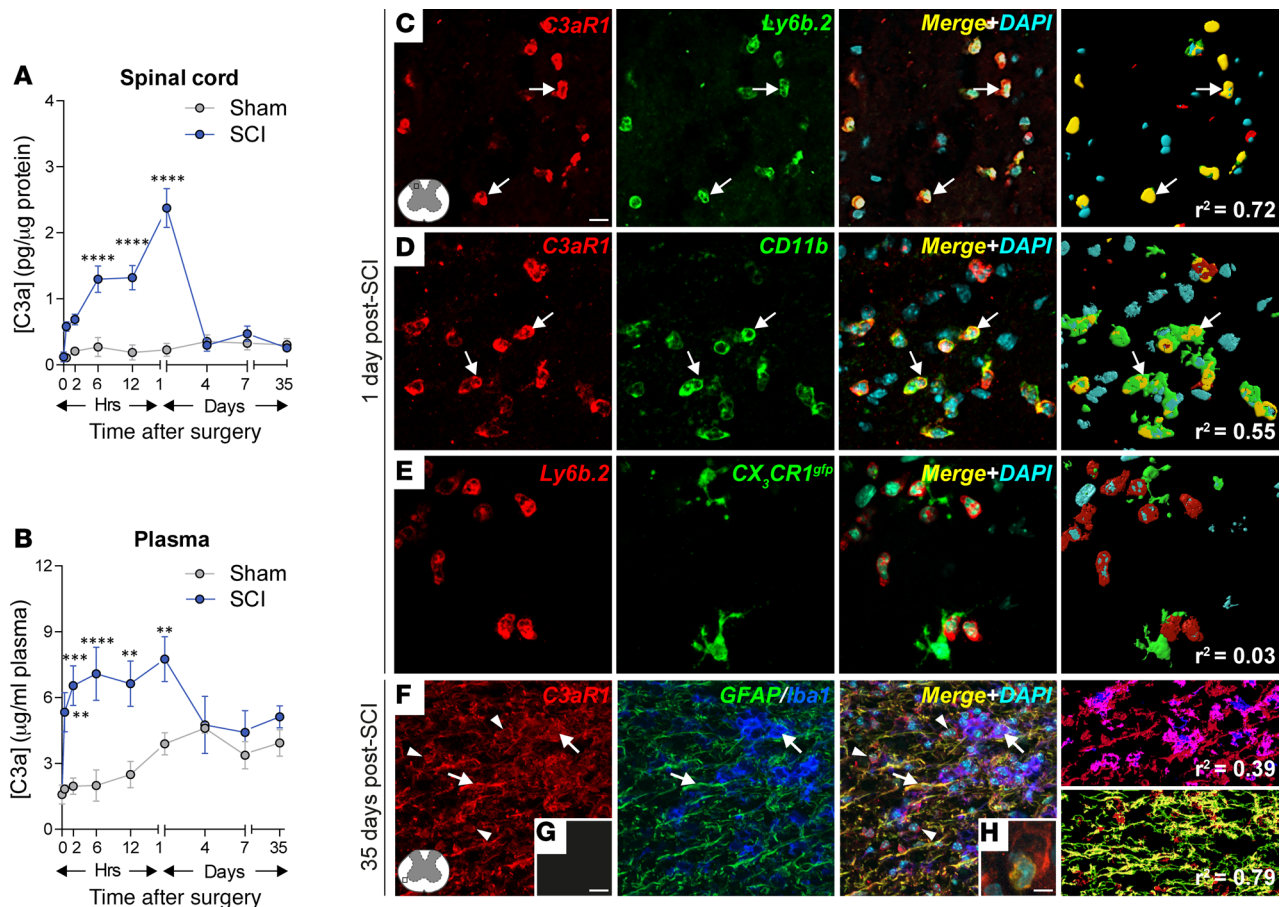 A
Spinal cord
Sham
SCI
[C3a] (pg/µg protein)
4
3
2
1
0
****
****
****
0 2 6 12 1 4 7 35
Hrs Days
Time after surgery
B
Plasma
Sham
SCI
[C3a] (µg/ml plasma)
12
9
6
3
0
***
****
**
**
**
0 2 6 12 1 4 7 35
Hrs Days
Time after surgery
1 day post-SCI
C
C3aR1
Ly6b.2
Merge+DAPI
r² = 0.72
D
C3aR1
CD11b
Merge+DAPI
r² = 0.55
E
Ly6b.2
CX₃CR1ᵍᶠᵖ
Merge+DAPI
r² = 0.03
35 days post-SCI
F
C3aR1
GFAP/Iba1
Merge+DAPI
r² = 0.39
G
H
r² = 0.79